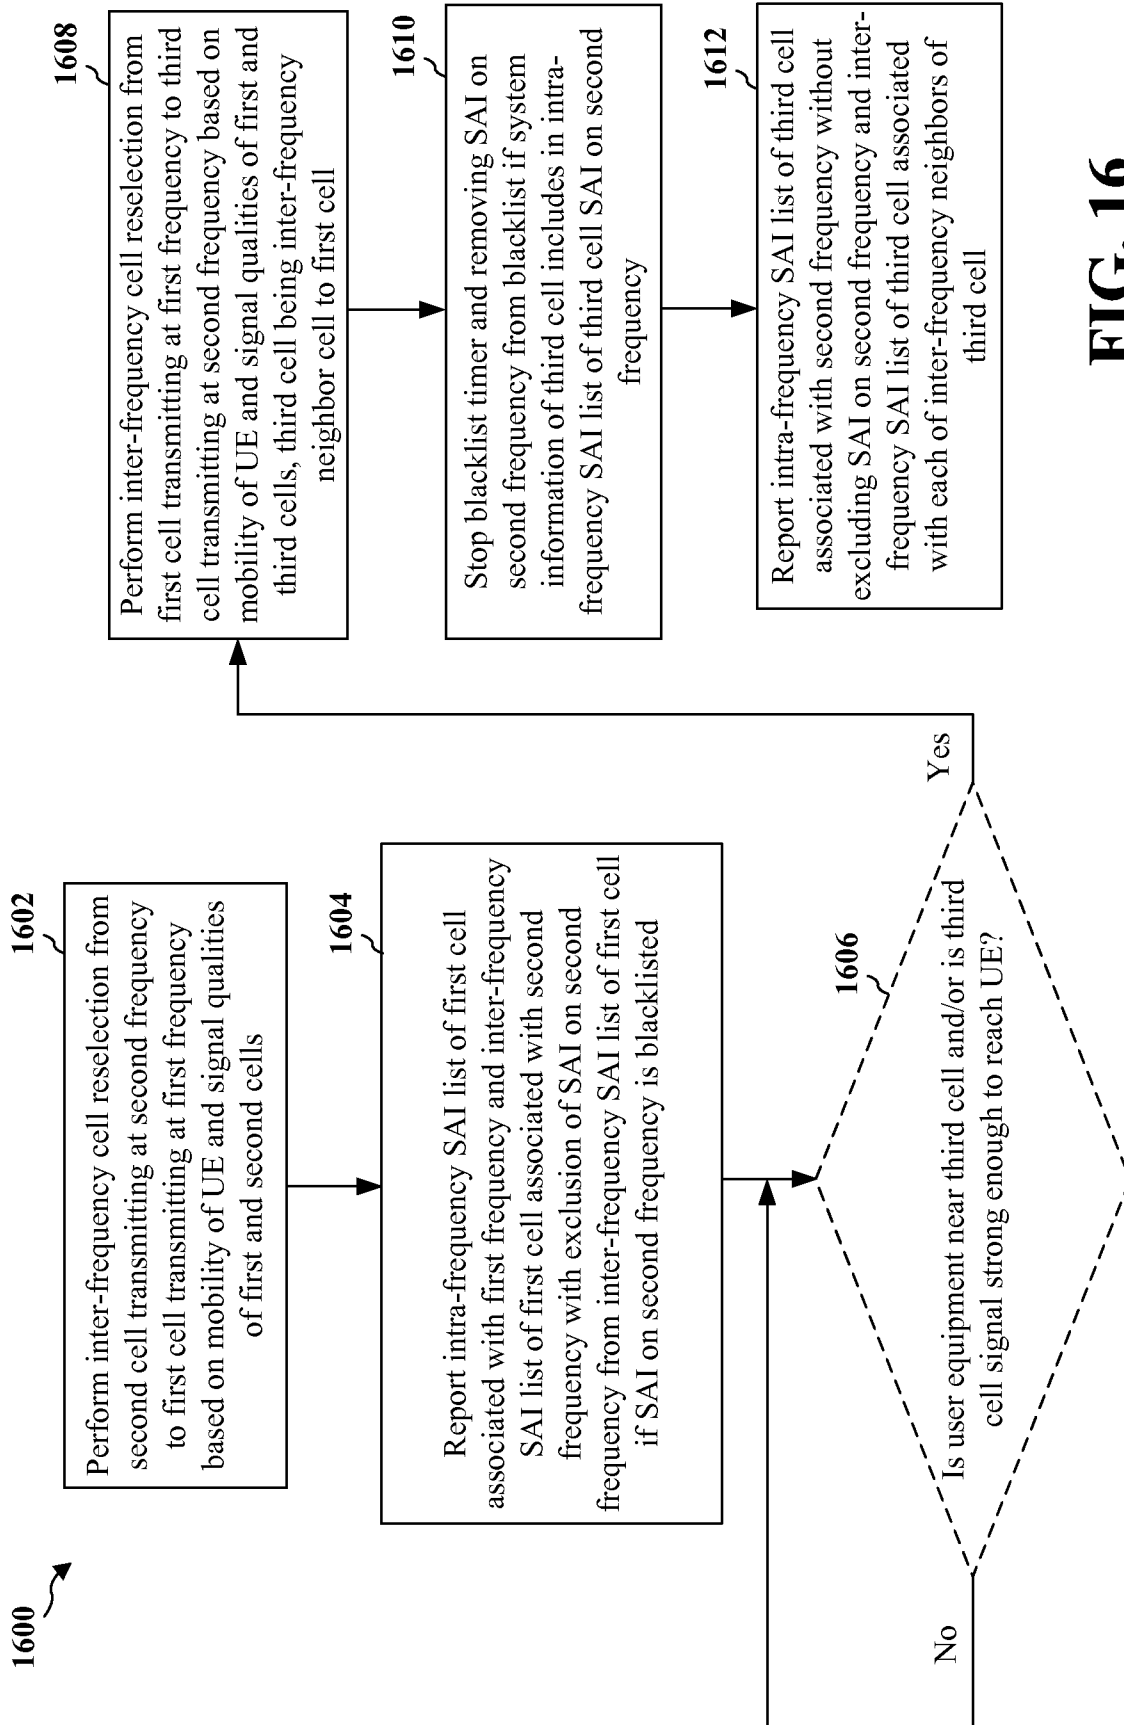 1600
1602
Perform inter-frequency cell reselection from
second cell transmitting at second frequency
to first cell transmitting at first frequency
based on mobility of UE and signal qualities
of first and second cells
1604
Report intra-frequency SAI list of first cell
associated with first frequency and inter-frequency
SAI list of first cell associated with second
frequency with exclusion of SAI on second
frequency from inter-frequency SAI list of first cell
if SAI on second frequency is blacklisted
1606
Is user equipment near third cell and/or is third
cell signal strong enough to reach UE?
No
Yes
1608
Perform inter-frequency cell reselection from
first cell transmitting at first frequency to third
cell transmitting at second frequency based on
mobility of UE and signal qualities of first and
third cells, third cell being inter-frequency
neighbor cell to first cell
1610
Stop blacklist timer and removing SAI on
second frequency from blacklist if system
information of third cell includes in intra-
frequency SAI list of third cell SAI on second
frequency
1612
Report intra-frequency SAI list of third cell
associated with second frequency without
excluding SAI on second frequency and inter-
frequency SAI list of third cell associated
with each of inter-frequency neighbors of
third cell
FIG. 16